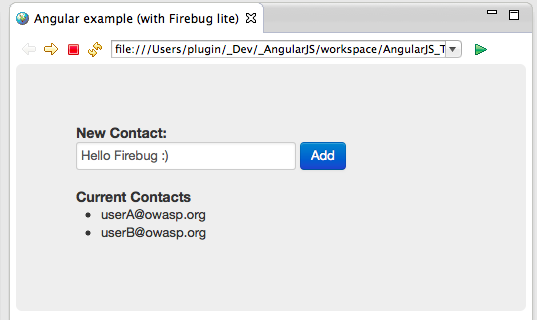 Angular example (with Firebug lite)
file:///Users/plugin/_Dev/_AngularJS/workspace/AngularJS_T
New Contact:
Hello Firebug :)
Add
Current Contacts
userA@owasp.org
userB@owasp.org